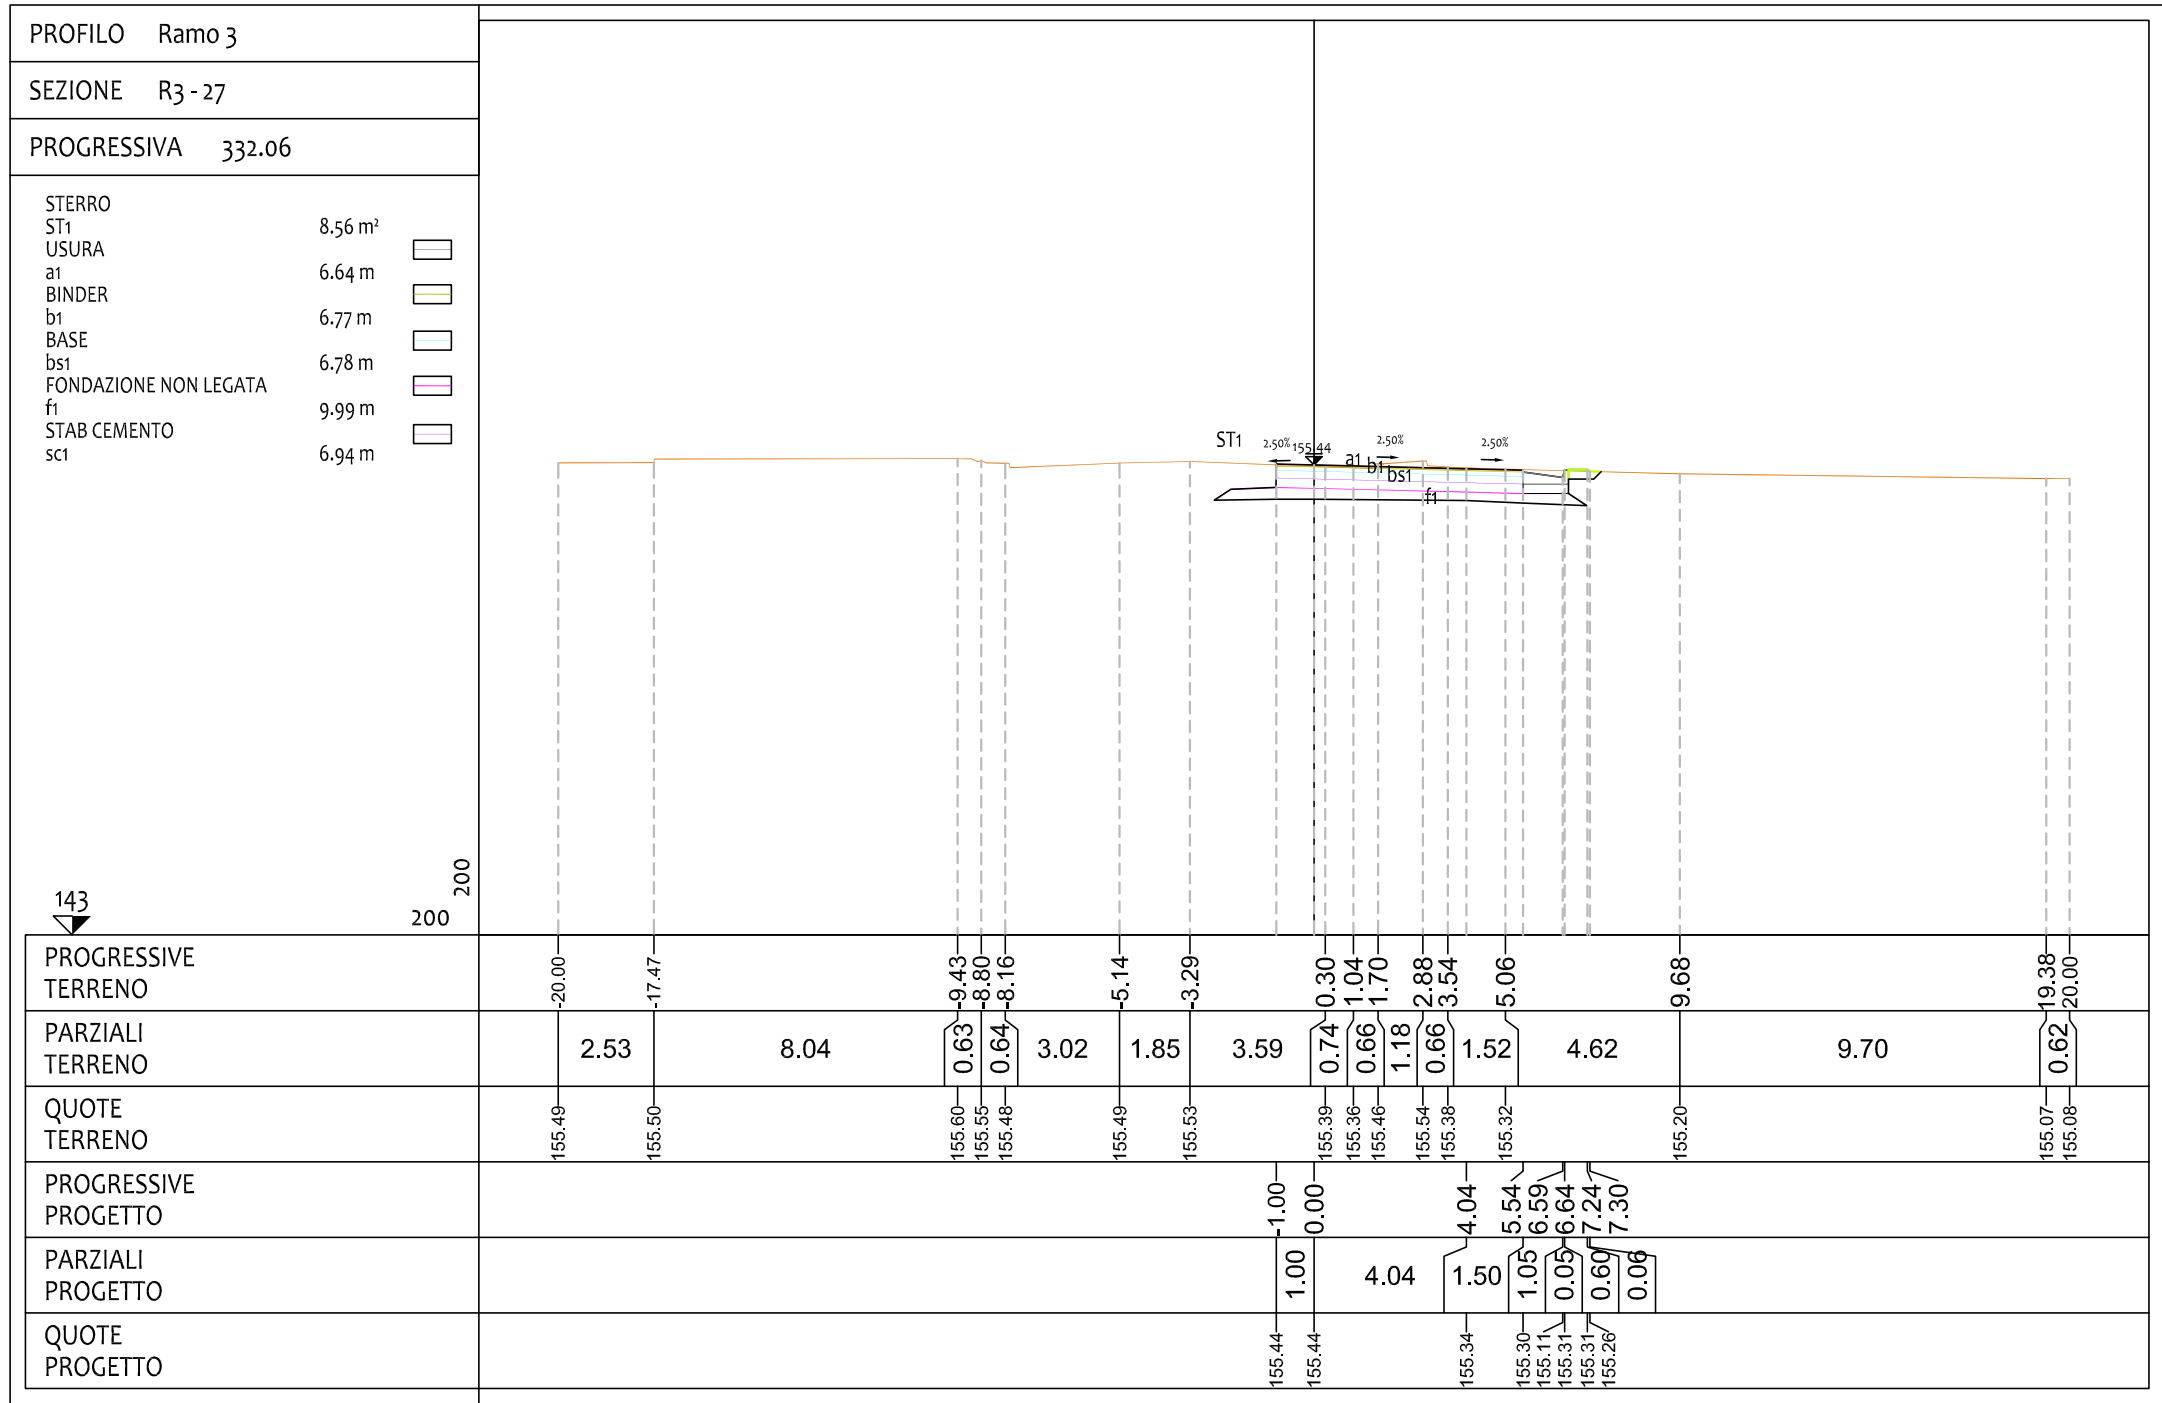 PROFILO Ramo 3
SEZIONE R3 - 27
PROGRESSIVA 332.06
STERRO
ST1 8.56 m²
USURA
a1 6.64 m
BINDER
b1 6.77 m
BASE
bs1 6.78 m
FONDAZIONE NON LEGATA
f1 9.99 m
STAB CEMENTO
sc1 6.94 m
ST1 2.50% 155.44 2.50% 2.50%
a1
b1
bs1
f1
200
143
200
PROGRESSIVE
TERRENO
-20.00 -17.47 -9.43 -8.80 -8.16 -5.14 -3.29 0.30 1.04 1.70 2.88 3.54 5.06 9.68 19.38 20.00
PARZIALI
TERRENO
2.53 8.04 0.63 0.64 3.02 1.85 3.59 0.74 0.66 1.18 0.66 1.52 4.62 9.70 0.62
QUOTE
TERRENO
155.49 155.50 155.60 155.55 155.48 155.49 155.53 155.39 155.36 155.46 155.54 155.38 155.32 155.20 155.07 155.08
PROGRESSIVE
PROGETTO
-1.00 0.00 4.04 5.54 6.59 6.64 7.24 7.30
PARZIALI
PROGETTO
1.00 4.04 1.50 1.05 0.05 0.60 0.06
QUOTE
PROGETTO
155.44 155.44 155.34 155.30 155.11 155.31 155.31 155.26